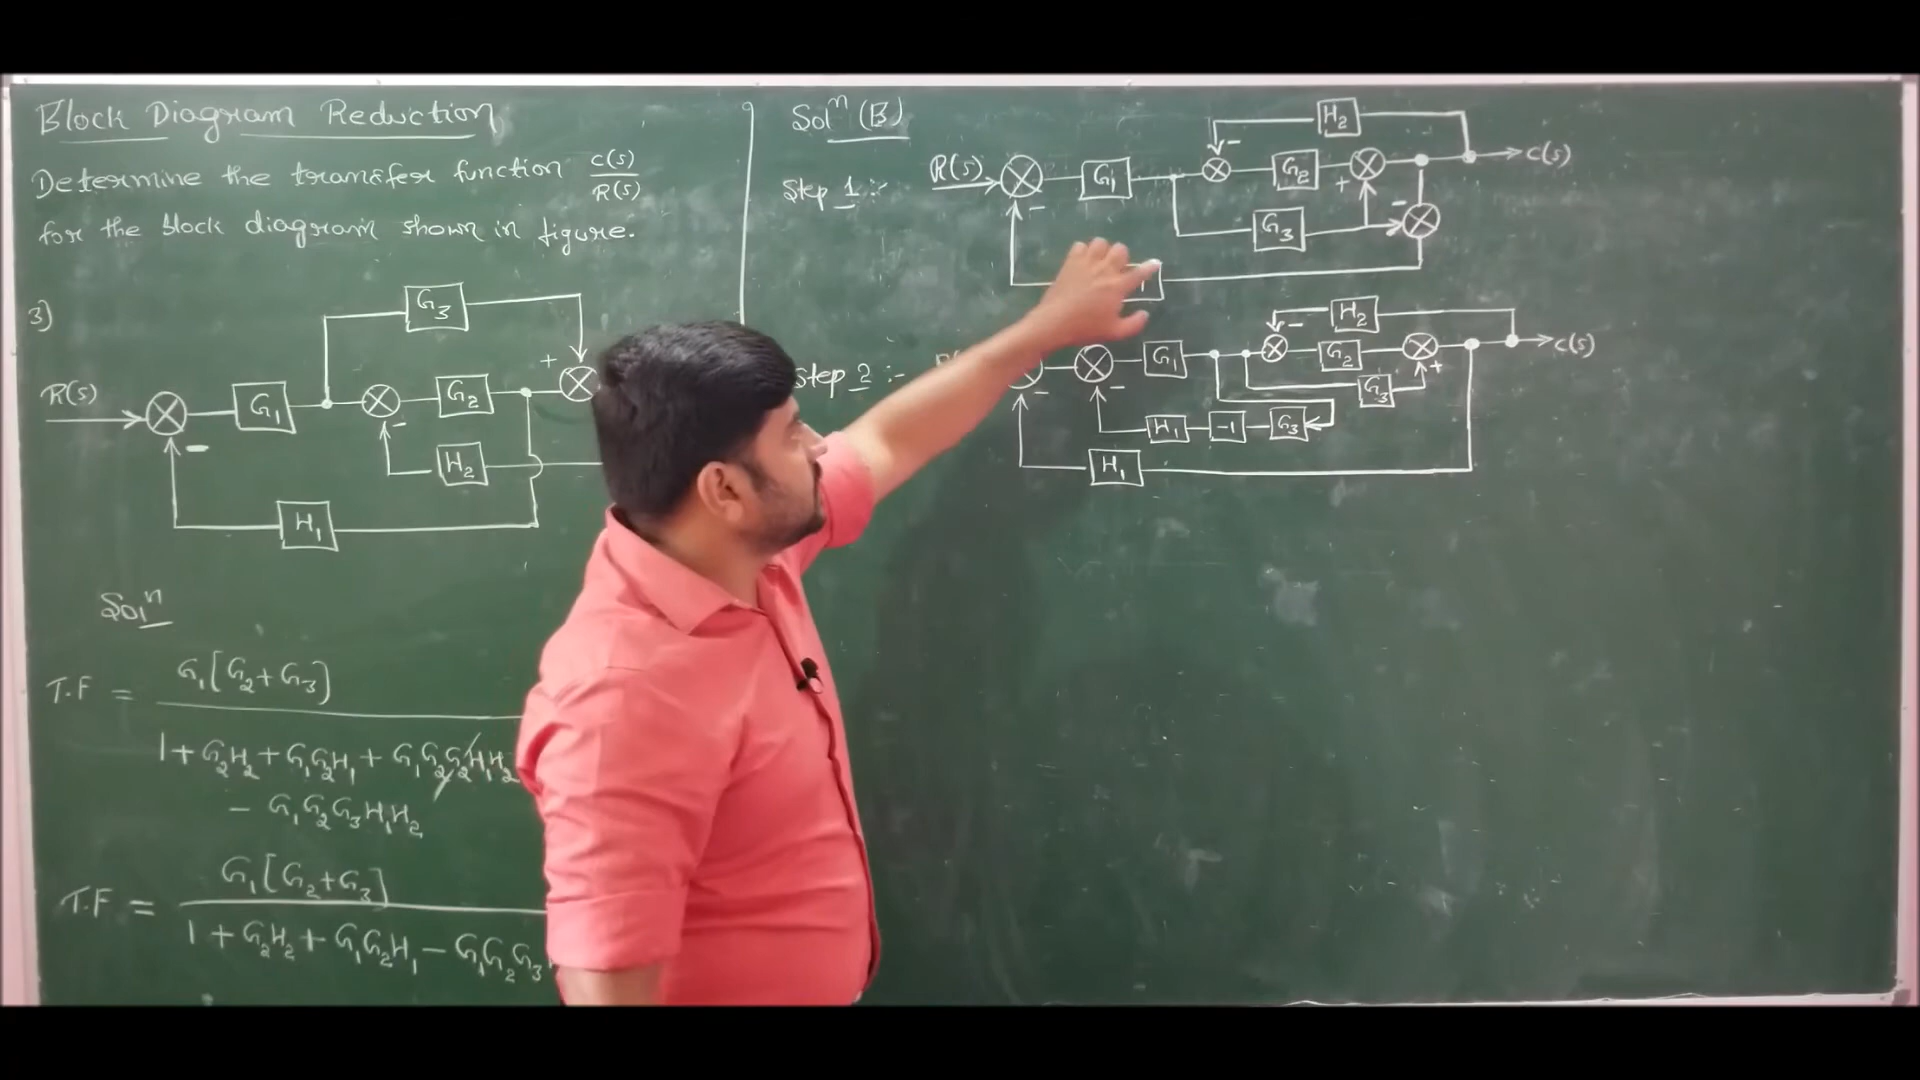 Block Diagram Reduction
Determine the transfer function C(s)/R(s)
for the block diagram shown in figure.
3)
G3
+
R(s)
G1
G2
-
-
H2
H1
Solⁿ
T.F = G1[G2+G3]
1 + G2H2 + G1G2H1 + G1G2G2H1H2
- G1G2G3H1H2
T.F = G1[G2+G3]
1 + G2H2 + G1G2H1 - G1G2G3
Solⁿ (B)
Step 1 :-
H2
R(s)
G1
-
G2
C(s)
+
-
-
G3
Step 2 :-
H2
-
G1
G2
C(s)
+
-
-
G3
H1
-1
G3
H1